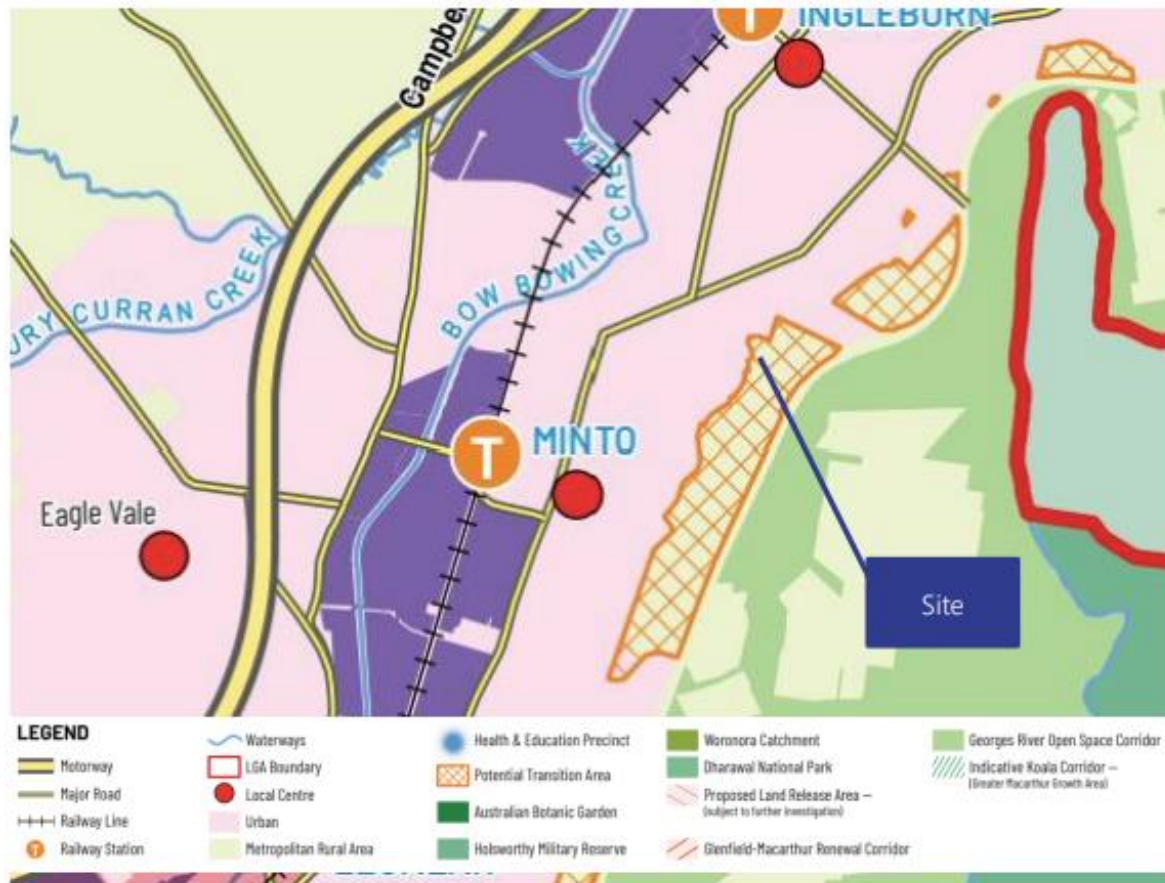 INGLEBURN
T
Campbe
URY CURRAN CREEK
BOW BOWING CREEK
T
MINTO
Eagle Vale
Site
LEGEND
Motorway
Major Road
Railway Line
T Railway Station
Waterways
LGA Boundary
Local Centre
Urban
Metropolitan Rural Area
Health & Education Precinct
Potential Transition Area
Australian Botanic Garden
Holsworthy Military Reserve
Woronora Catchment
Dharawal National Park
Proposed Land Release Area —
(subject to further investigation)
Glenfield-Macarthur Renewal Corridor
Georges River Open Space Corridor
Indicative Koala Corridor —
(Greater Macarthur Growth Area)